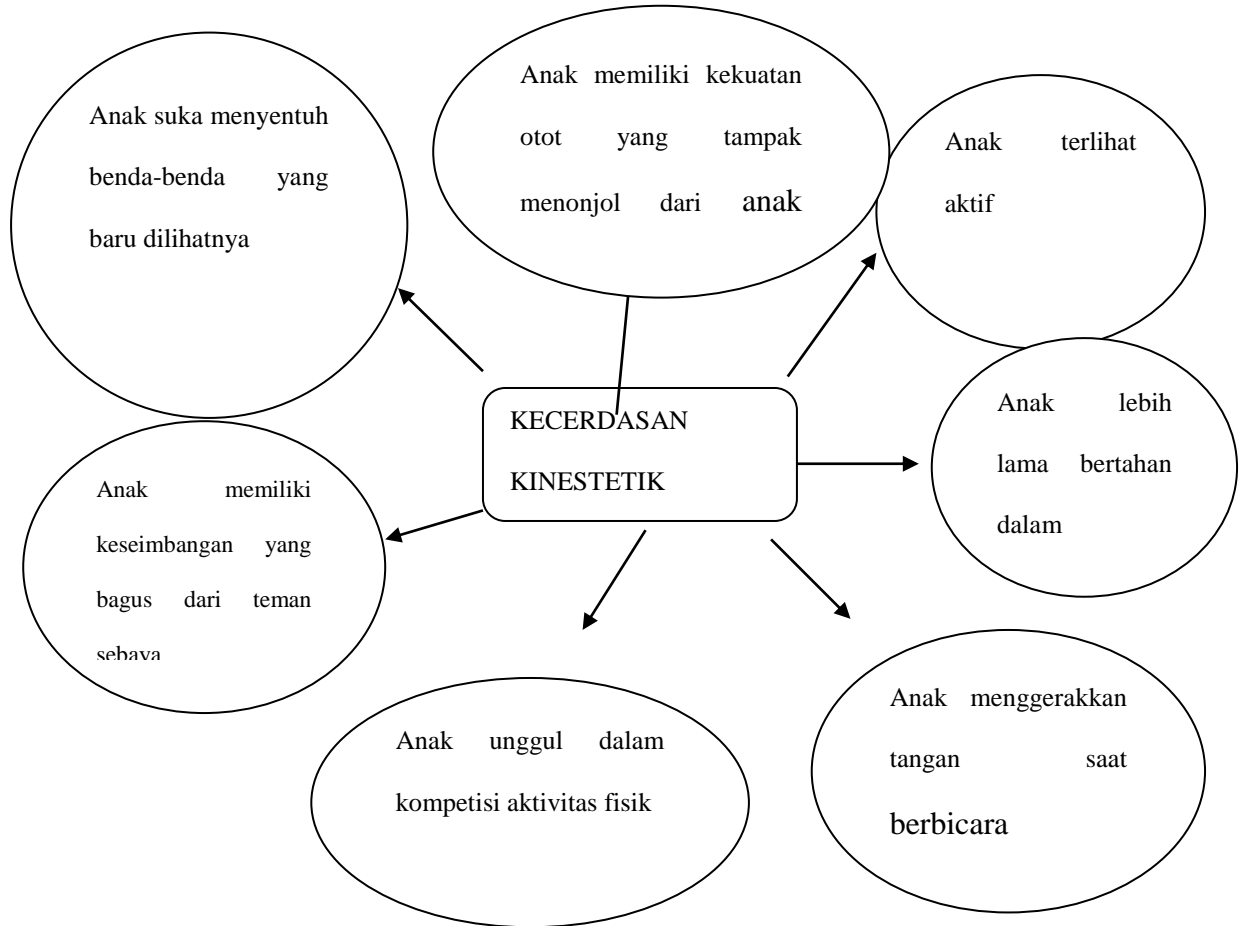 Anak suka menyentuh
benda-benda yang
baru dilihatnya
Anak memiliki kekuatan
otot yang tampak
menonjol dari anak
Anak terlihat
aktif
KECERDASAN
KINESTETIK
Anak lebih
lama bertahan
dalam
Anak memiliki
keseimbangan yang
bagus dari teman
sebaya
Anak unggul dalam
kompetisi aktivitas fisik
Anak menggerakkan
tangan saat
berbicara